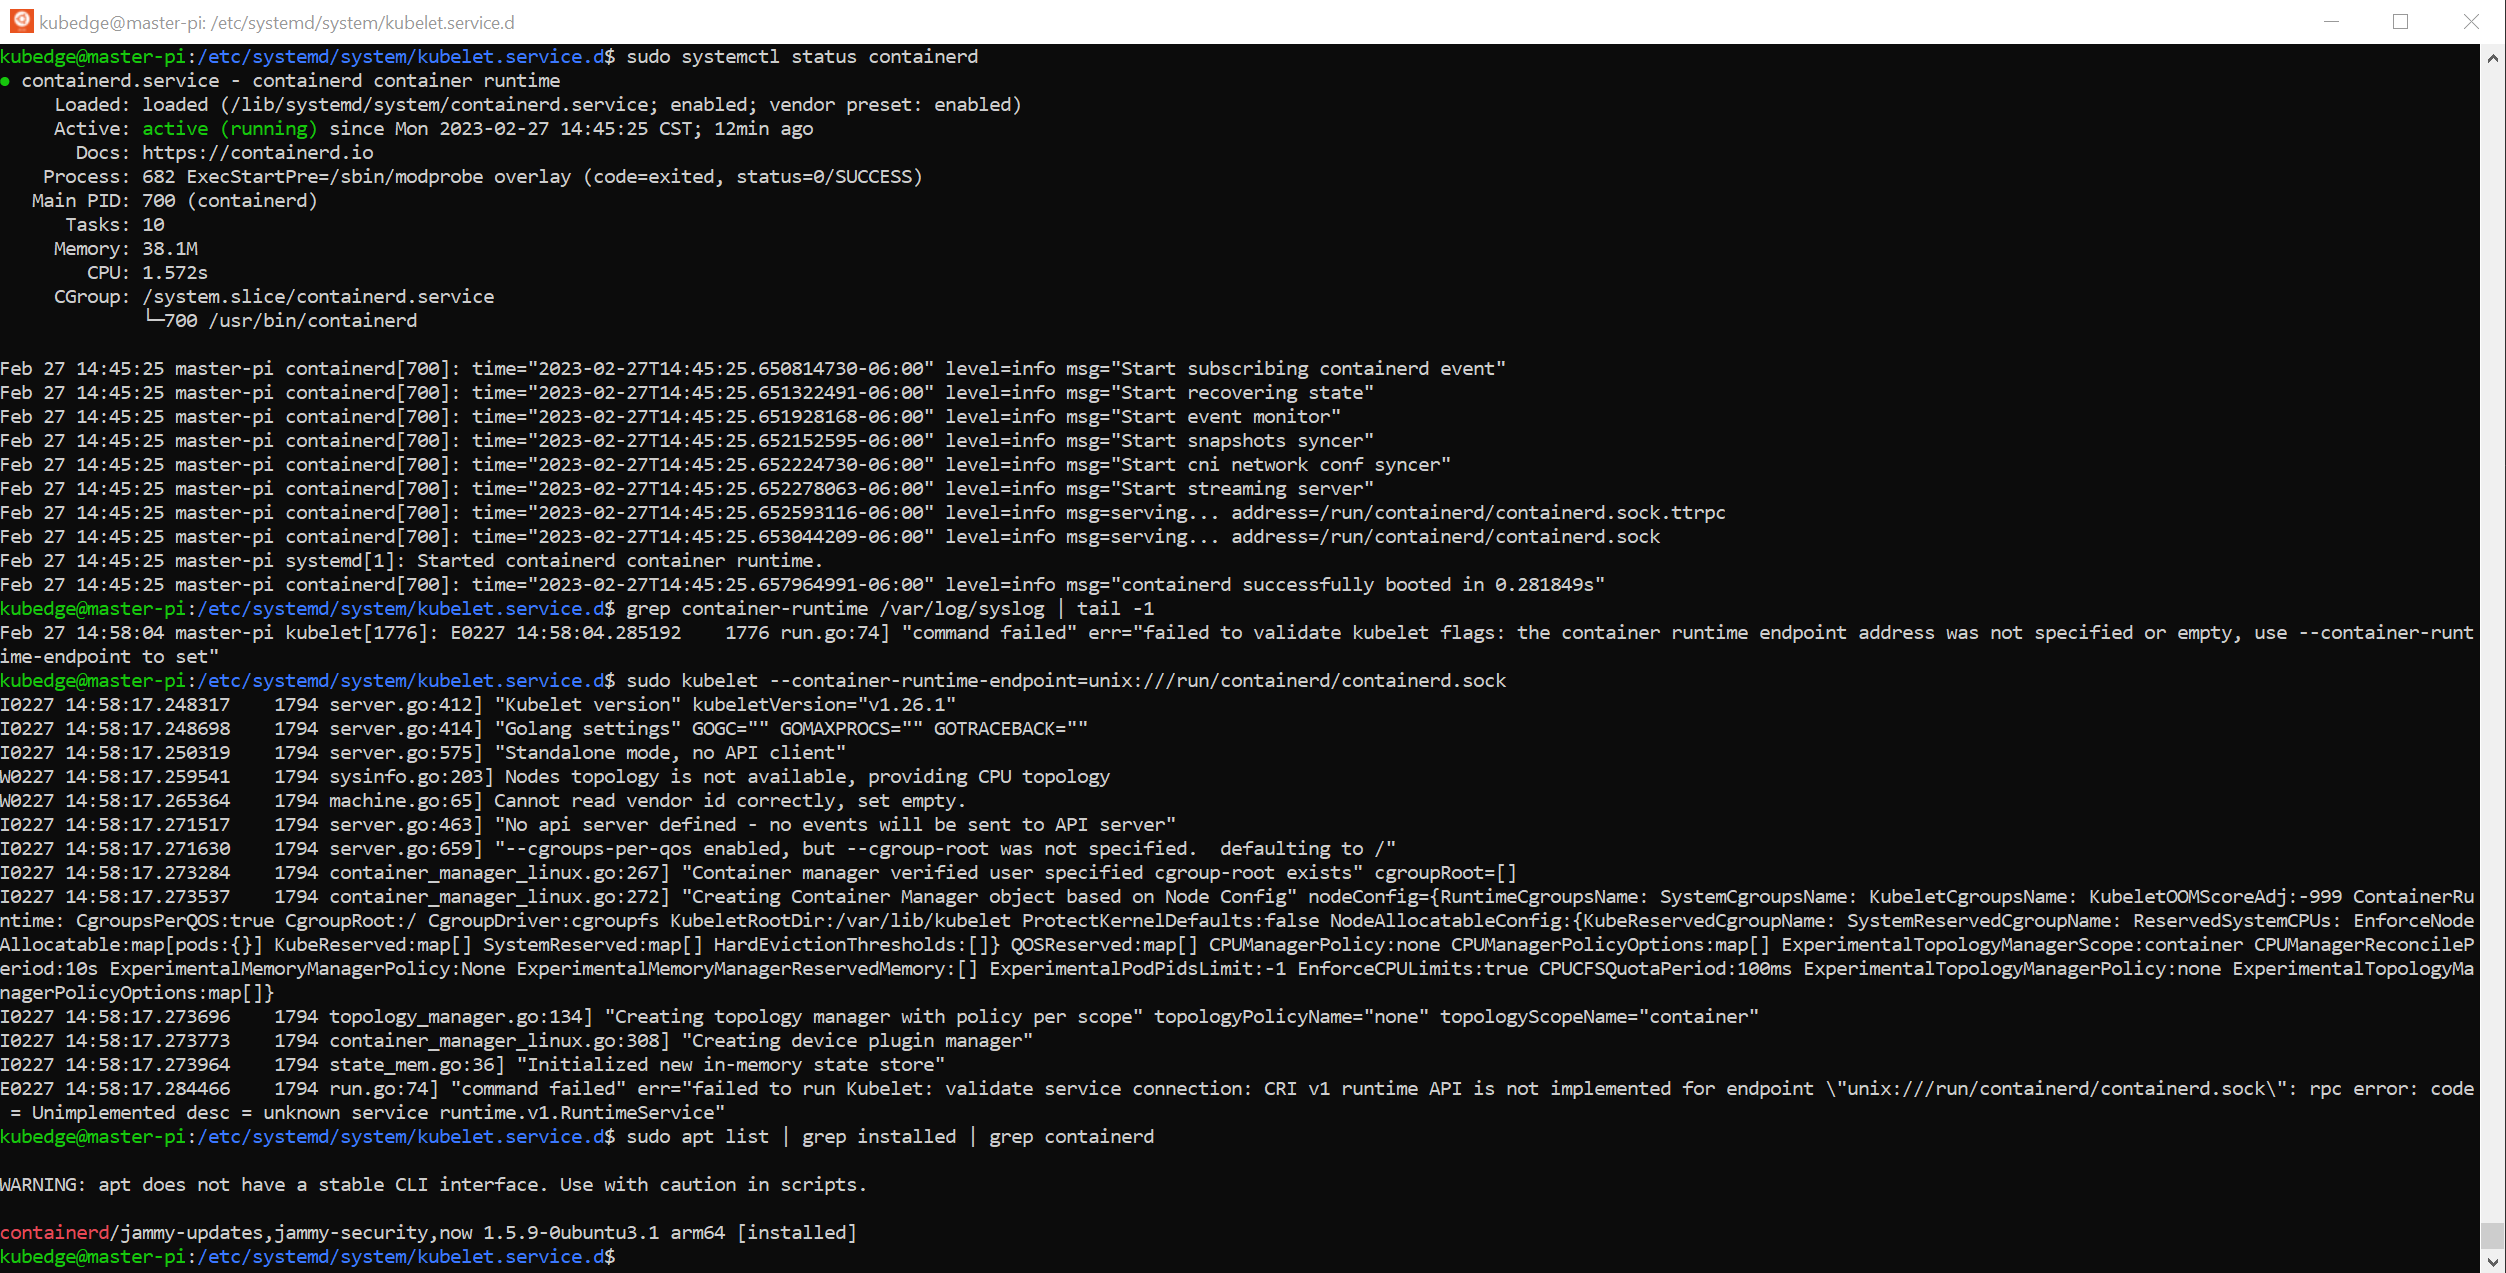 kubedge@master-pi: /etc/systemd/system/kubelet.service.d
kubedge@master-pi:/etc/systemd/system/kubelet.service.d$ sudo systemctl status containerd
● containerd.service - containerd container runtime
     Loaded: loaded (/lib/systemd/system/containerd.service; enabled; vendor preset: enabled)
     Active: active (running) since Mon 2023-02-27 14:45:25 CST; 12min ago
       Docs: https://containerd.io
    Process: 682 ExecStartPre=/sbin/modprobe overlay (code=exited, status=0/SUCCESS)
   Main PID: 700 (containerd)
      Tasks: 10
     Memory: 38.1M
        CPU: 1.572s
     CGroup: /system.slice/containerd.service
             └─700 /usr/bin/containerd
Feb 27 14:45:25 master-pi containerd[700]: time="2023-02-27T14:45:25.650814730-06:00" level=info msg="Start subscribing containerd event"
Feb 27 14:45:25 master-pi containerd[700]: time="2023-02-27T14:45:25.651322491-06:00" level=info msg="Start recovering state"
Feb 27 14:45:25 master-pi containerd[700]: time="2023-02-27T14:45:25.651928168-06:00" level=info msg="Start event monitor"
Feb 27 14:45:25 master-pi containerd[700]: time="2023-02-27T14:45:25.652152595-06:00" level=info msg="Start snapshots syncer"
Feb 27 14:45:25 master-pi containerd[700]: time="2023-02-27T14:45:25.652224730-06:00" level=info msg="Start cni network conf syncer"
Feb 27 14:45:25 master-pi containerd[700]: time="2023-02-27T14:45:25.652278063-06:00" level=info msg="Start streaming server"
Feb 27 14:45:25 master-pi containerd[700]: time="2023-02-27T14:45:25.652593116-06:00" level=info msg=serving... address=/run/containerd/containerd.sock.ttrpc
Feb 27 14:45:25 master-pi containerd[700]: time="2023-02-27T14:45:25.653044209-06:00" level=info msg=serving... address=/run/containerd/containerd.sock
Feb 27 14:45:25 master-pi systemd[1]: Started containerd container runtime.
Feb 27 14:45:25 master-pi containerd[700]: time="2023-02-27T14:45:25.657964991-06:00" level=info msg="containerd successfully booted in 0.281849s"
kubedge@master-pi:/etc/systemd/system/kubelet.service.d$ grep container-runtime /var/log/syslog | tail -1
Feb 27 14:58:04 master-pi kubelet[1776]: E0227 14:58:04.285192    1776 run.go:74] "command failed" err="failed to validate kubelet flags: the container runtime endpoint address was not specified or empty, use --container-runt
ime-endpoint to set"
kubedge@master-pi:/etc/systemd/system/kubelet.service.d$ sudo kubelet --container-runtime-endpoint=unix:///run/containerd/containerd.sock
I0227 14:58:17.248317    1794 server.go:412] "Kubelet version" kubeletVersion="v1.26.1"
I0227 14:58:17.248698    1794 server.go:414] "Golang settings" GOGC="" GOMAXPROCS="" GOTRACEBACK=""
I0227 14:58:17.250319    1794 server.go:575] "Standalone mode, no API client"
W0227 14:58:17.259541    1794 sysinfo.go:203] Nodes topology is not available, providing CPU topology
W0227 14:58:17.265364    1794 machine.go:65] Cannot read vendor id correctly, set empty.
I0227 14:58:17.271517    1794 server.go:463] "No api server defined - no events will be sent to API server"
I0227 14:58:17.271630    1794 server.go:659] "--cgroups-per-qos enabled, but --cgroup-root was not specified.  defaulting to /"
I0227 14:58:17.273284    1794 container_manager_linux.go:267] "Container manager verified user specified cgroup-root exists" cgroupRoot=[]
I0227 14:58:17.273537    1794 container_manager_linux.go:272] "Creating Container Manager object based on Node Config" nodeConfig={RuntimeCgroupsName: SystemCgroupsName: KubeletCgroupsName: KubeletOOMScoreAdj:-999 ContainerRu
ntime: CgroupsPerQOS:true CgroupRoot:/ CgroupDriver:cgroupfs KubeletRootDir:/var/lib/kubelet ProtectKernelDefaults:false NodeAllocatableConfig:{KubeReservedCgroupName: SystemReservedCgroupName: ReservedSystemCPUs: EnforceNode
Allocatable:map[pods:{}] KubeReserved:map[] SystemReserved:map[] HardEvictionThresholds:[]} QOSReserved:map[] CPUManagerPolicy:none CPUManagerPolicyOptions:map[] ExperimentalTopologyManagerScope:container CPUManagerReconcileP
eriod:10s ExperimentalMemoryManagerPolicy:None ExperimentalMemoryManagerReservedMemory:[] ExperimentalPodPidsLimit:-1 EnforceCPULimits:true CPUCFSQuotaPeriod:100ms ExperimentalTopologyManagerPolicy:none ExperimentalTopologyMa
nagerPolicyOptions:map[]}
I0227 14:58:17.273696    1794 topology_manager.go:134] "Creating topology manager with policy per scope" topologyPolicyName="none" topologyScopeName="container"
I0227 14:58:17.273773    1794 container_manager_linux.go:308] "Creating device plugin manager"
I0227 14:58:17.273964    1794 state_mem.go:36] "Initialized new in-memory state store"
E0227 14:58:17.284466    1794 run.go:74] "command failed" err="failed to run Kubelet: validate service connection: CRI v1 runtime API is not implemented for endpoint \"unix:///run/containerd/containerd.sock\": rpc error: code
 = Unimplemented desc = unknown service runtime.v1.RuntimeService"
kubedge@master-pi:/etc/systemd/system/kubelet.service.d$ sudo apt list | grep installed | grep containerd
WARNING: apt does not have a stable CLI interface. Use with caution in scripts.
containerd/jammy-updates,jammy-security,now 1.5.9-0ubuntu3.1 arm64 [installed]
kubedge@master-pi:/etc/systemd/system/kubelet.service.d$